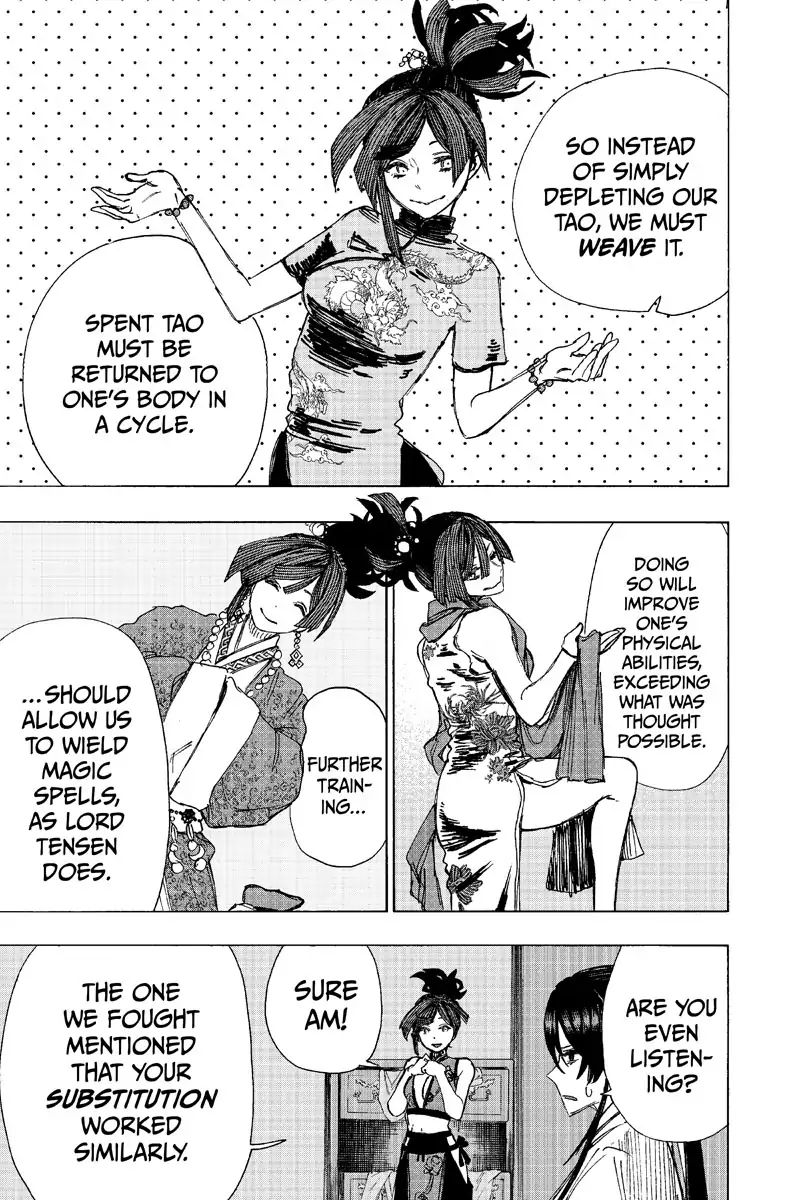 SO INSTEAD
OF SIMPLY
DEPLETING OUR
TAO, WE MUST
WEAVE IT.
SPENT TAO
MUST BE
RETURNED TO
ONE'S BODY IN
A CYCLE.
DOING
SO WILL
IMPROVE
ONE'S
PHYSICAL
ABILITIES,
EXCEEDING
WHAT WAS
THOUGHT
POSSIBLE.
FURTHER
TRAIN-
ING...
...SHOULD
ALLOW US
TO WIELD
MAGIC
SPELLS,
AS LORD
TENSEN
DOES.
ARE YOU
EVEN
LISTEN-
ING?
SURE
AM!
THE ONE
WE FOUGHT
MENTIONED
THAT YOUR
SUBSTITUTION
WORKED
SIMILARLY.